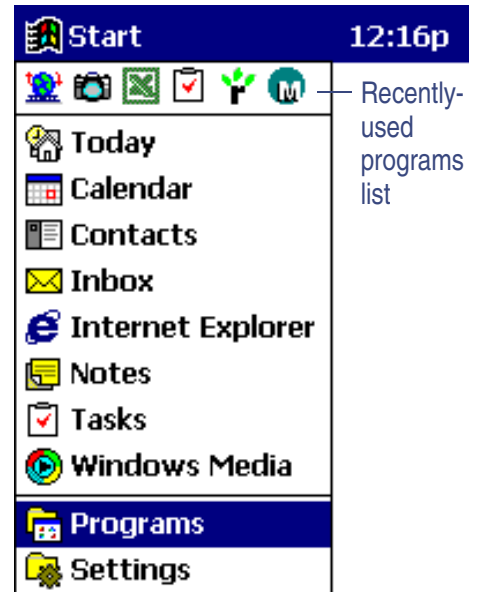 Start 12:16p
Recently-
used
programs
list
Today
Calendar
Contacts
Inbox
Internet Explorer
Notes
Tasks
Windows Media
Programs
Settings